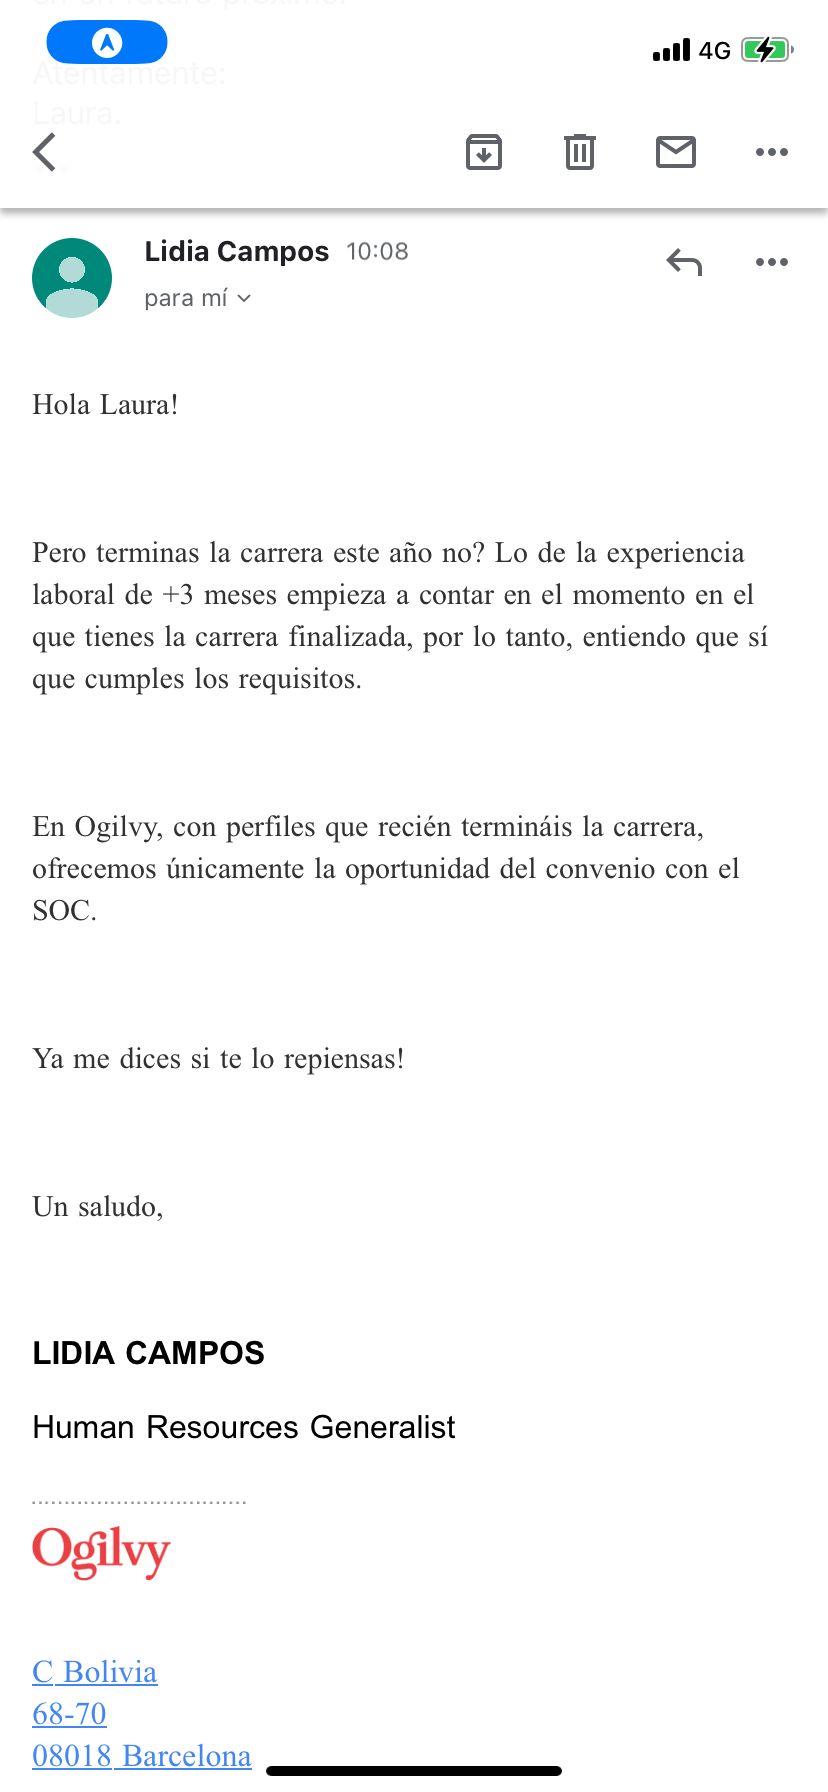 Atentamente:
Laura.
4G
Lidia Campos 10:08
para mí
Hola Laura!
Pero terminas la carrera este año no? Lo de la experiencia
laboral de +3 meses empieza a contar en el momento en el
que tienes la carrera finalizada, por lo tanto, entiendo que sí
que cumples los requisitos.
En Ogilvy, con perfiles que recién termináis la carrera,
ofrecemos únicamente la oportunidad del convenio con el
SOC.
Ya me dices si te lo repiensas!
Un saludo,
LIDIA CAMPOS
Human Resources Generalist
Ogilvy
C Bolivia
68-70
08018 Barcelona